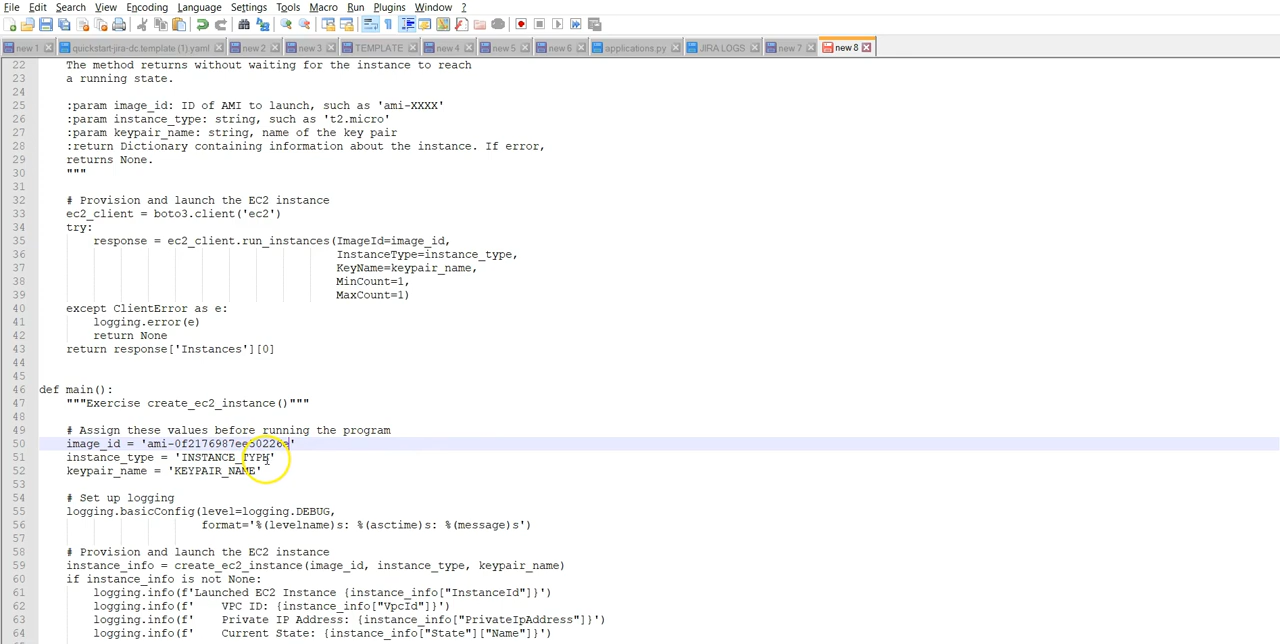 File Edit Search View Encoding Language Settings Tools Macro Run Plugins Window ?
new 1 quickstart-jira-dc.template (1).yaml new 2 new 3 TEMPLATE new 4 new 5 new 6 applications.py JIRA LOGS new 7 new 8
22 The method returns without waiting for the instance to reach
23 a running state.
24
25 :param image_id: ID of AMI to launch, such as 'ami-XXXX'
26 :param instance_type: string, such as 't2.micro'
27 :param keypair_name: string, name of the key pair
28 :return Dictionary containing information about the instance. If error,
29 returns None.
30 """
31
32 # Provision and launch the EC2 instance
33 ec2_client = boto3.client('ec2')
34 try:
35 response = ec2_client.run_instances(ImageId=image_id,
36 InstanceType=instance_type,
37 KeyName=keypair_name,
38 MinCount=1,
39 MaxCount=1)
40 except ClientError as e:
41 logging.error(e)
42 return None
43 return response['Instances'][0]
44
45
46 def main():
47 """Exercise create_ec2_instance()"""
48
49 # Assign these values before running the program
50 image_id = 'ami-0f2176987ee50226e'
51 instance_type = 'INSTANCE_TYPE'
52 keypair_name = 'KEYPAIR_NAME'
53
54 # Set up logging
55 logging.basicConfig(level=logging.DEBUG,
56 format='%(levelname)s: %(asctime)s: %(message)s')
57
58 # Provision and launch the EC2 instance
59 instance_info = create_ec2_instance(image_id, instance_type, keypair_name)
60 if instance_info is not None:
61 logging.info(f'Launched EC2 Instance {instance_info["InstanceId"]}')
62 logging.info(f' VPC ID: {instance_info["VpcId"]}')
63 logging.info(f' Private IP Address: {instance_info["PrivateIpAddress"]}')
64 logging.info(f' Current State: {instance_info["State"]["Name"]}')